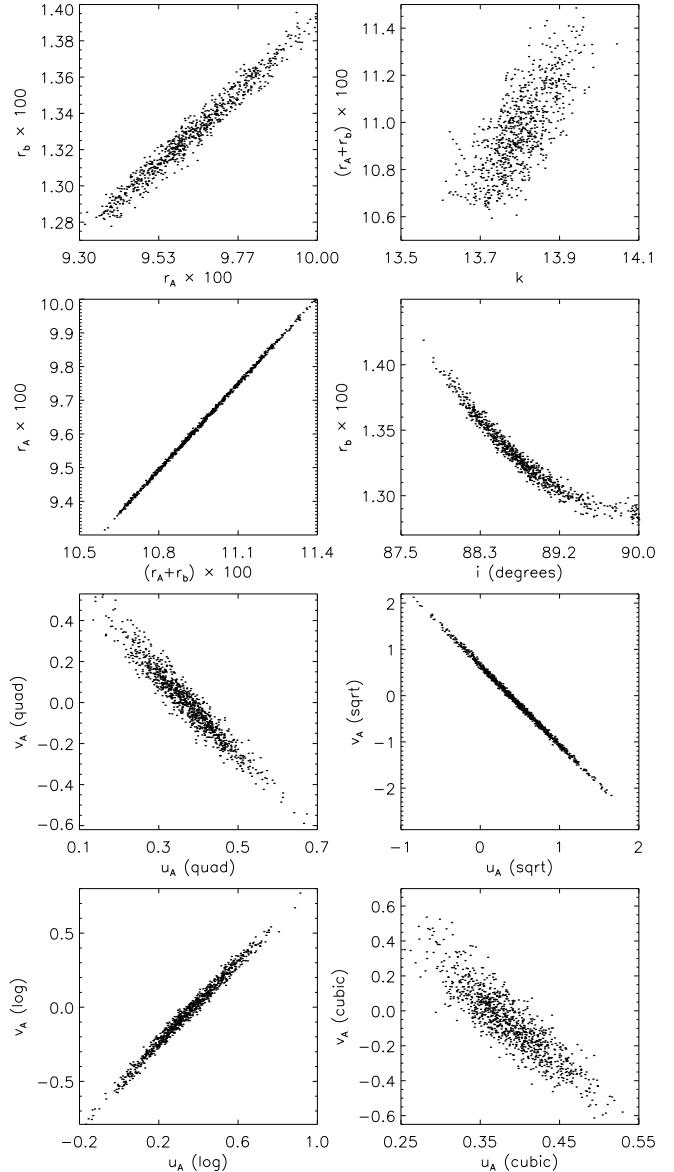 1.40
1.38
1.36
1.34
1.32
1.30
1.28
r_b × 100
9.30 9.53 9.77 10.00
r_A × 100
11.4
11.2
11.0
10.8
10.6
(r_A+r_b) × 100
13.5 13.7 13.9 14.1
k
10.0
9.9
9.8
9.7
9.6
9.5
9.4
r_A × 100
10.5 10.8 11.1 11.4
(r_A+r_b) × 100
1.40
1.35
1.30
r_b × 100
87.5 88.3 89.2 90.0
i (degrees)
0.4
0.2
0.0
−0.2
−0.4
−0.6
v_A (quad)
0.1 0.3 0.5 0.7
u_A (quad)
2
1
0
−1
−2
v_A (sqrt)
−1 0 1 2
u_A (sqrt)
0.5
0.0
−0.5
v_A (log)
−0.2 0.2 0.6 1.0
u_A (log)
0.6
0.4
0.2
0.0
−0.2
−0.4
−0.6
v_A (cubic)
0.25 0.35 0.45 0.55
u_A (cubic)